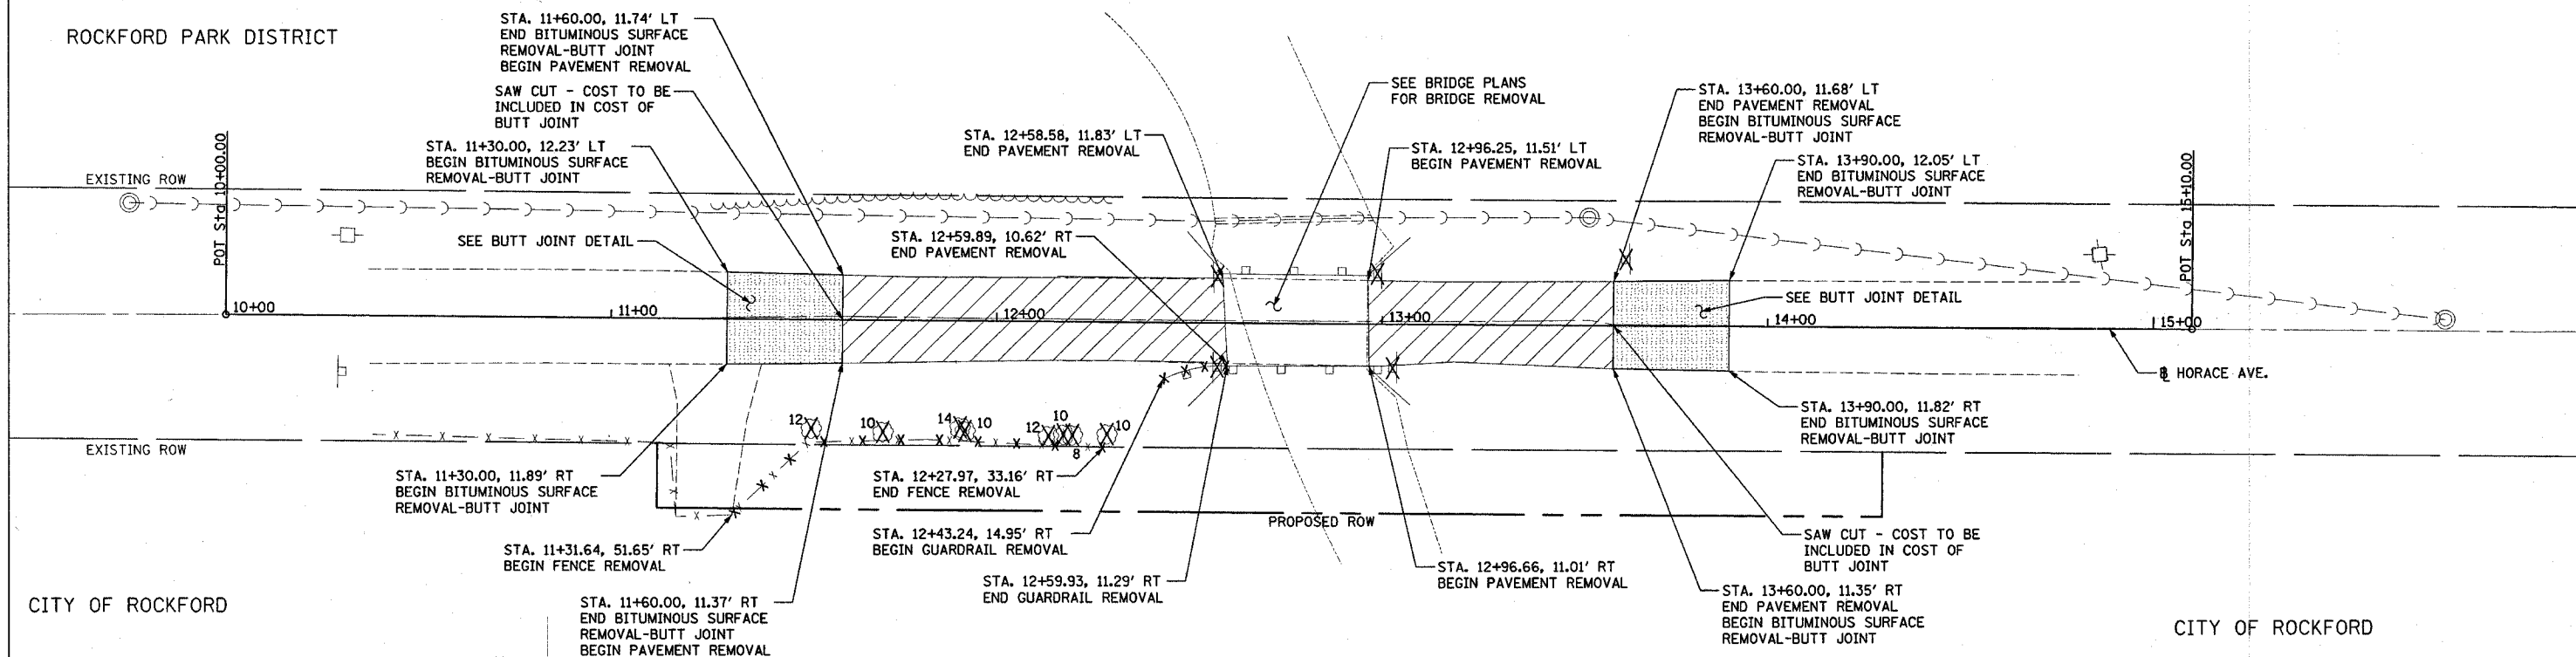 ROCKFORD PARK DISTRICT
STA. 11+60.00, 11.74' LT
END BITUMINOUS SURFACE
REMOVAL-BUTT JOINT
BEGIN PAVEMENT REMOVAL
SAW CUT - COST TO BE
INCLUDED IN COST OF
BUTT JOINT
STA. 11+30.00, 12.23' LT
BEGIN BITUMINOUS SURFACE
REMOVAL-BUTT JOINT
SEE BRIDGE PLANS
FOR BRIDGE REMOVAL
STA. 12+58.58, 11.83' LT
END PAVEMENT REMOVAL
STA. 12+96.25, 11.51' LT
BEGIN PAVEMENT REMOVAL
STA. 13+60.00, 11.68' LT
END PAVEMENT REMOVAL
BEGIN BITUMINOUS SURFACE
REMOVAL-BUTT JOINT
STA. 13+90.00, 12.05' LT
END BITUMINOUS SURFACE
REMOVAL-BUTT JOINT
EXISTING ROW
POT Sta 10+00.00
POT Sta 15+10.00
SEE BUTT JOINT DETAIL
STA. 12+59.89, 10.62' RT
END PAVEMENT REMOVAL
SEE BUTT JOINT DETAIL
10+00
11+00
12+00
13+00
14+00
15+00
HORACE AVE.
12
10
14
10
12
10
8
10
EXISTING ROW
STA. 11+30.00, 11.89' RT
BEGIN BITUMINOUS SURFACE
REMOVAL-BUTT JOINT
STA. 12+27.97, 33.16' RT
END FENCE REMOVAL
STA. 13+90.00, 11.82' RT
END BITUMINOUS SURFACE
REMOVAL-BUTT JOINT
PROPOSED ROW
STA. 11+31.64, 51.65' RT
BEGIN FENCE REMOVAL
STA. 12+43.24, 14.95' RT
BEGIN GUARDRAIL REMOVAL
SAW CUT - COST TO BE
INCLUDED IN COST OF
BUTT JOINT
STA. 12+59.93, 11.29' RT
END GUARDRAIL REMOVAL
STA. 12+96.66, 11.01' RT
BEGIN PAVEMENT REMOVAL
STA. 11+60.00, 11.37' RT
END BITUMINOUS SURFACE
REMOVAL-BUTT JOINT
BEGIN PAVEMENT REMOVAL
STA. 13+60.00, 11.35' RT
END PAVEMENT REMOVAL
BEGIN BITUMINOUS SURFACE
REMOVAL-BUTT JOINT
CITY OF ROCKFORD
CITY OF ROCKFORD